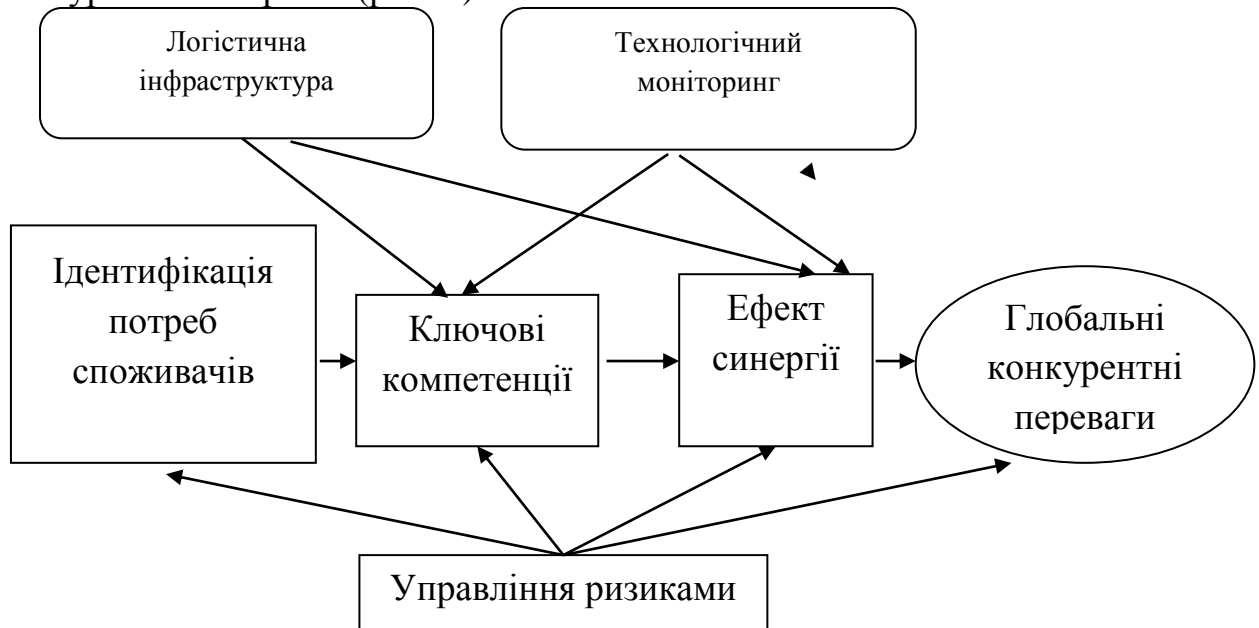 Логістична
інфраструктура
Технологічний
моніторинг
Ідентифікація
потреб
споживачів
Ключові
компетенції
Ефект
синергії
Глобальні
конкурентні
переваги
Управління ризиками